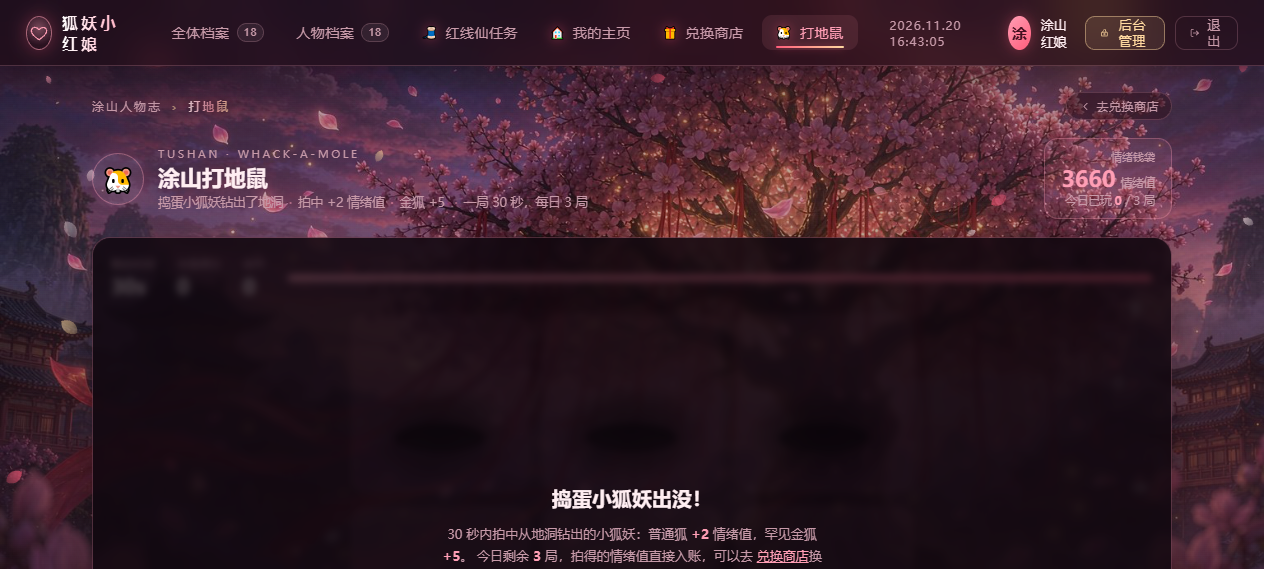 狐妖小红娘
全体档案 18 人物档案 18 红线仙任务 我的主页 兑换商店 打地鼠 2026.11.20 16:43:05 涂 涂山红娘 后台管理 退出
涂山人物志 › 打地鼠 ‹ 去兑换商店
TUSHAN · WHACK-A-MOLE
涂山打地鼠
捣蛋小狐妖钻出了地洞 · 拍中 +2 情绪值 · 金狐 +5 · 一局 30 秒，每日 3 局
情绪钱袋
3660 情绪值
今日已玩 0 / 3 局
捣蛋小狐妖出没！
30 秒内拍中从地洞钻出的小狐妖：普通狐 +2 情绪值，罕见金狐
+5。 今日剩余 3 局，拍得的情绪值直接入账，可以去 兑换商店换